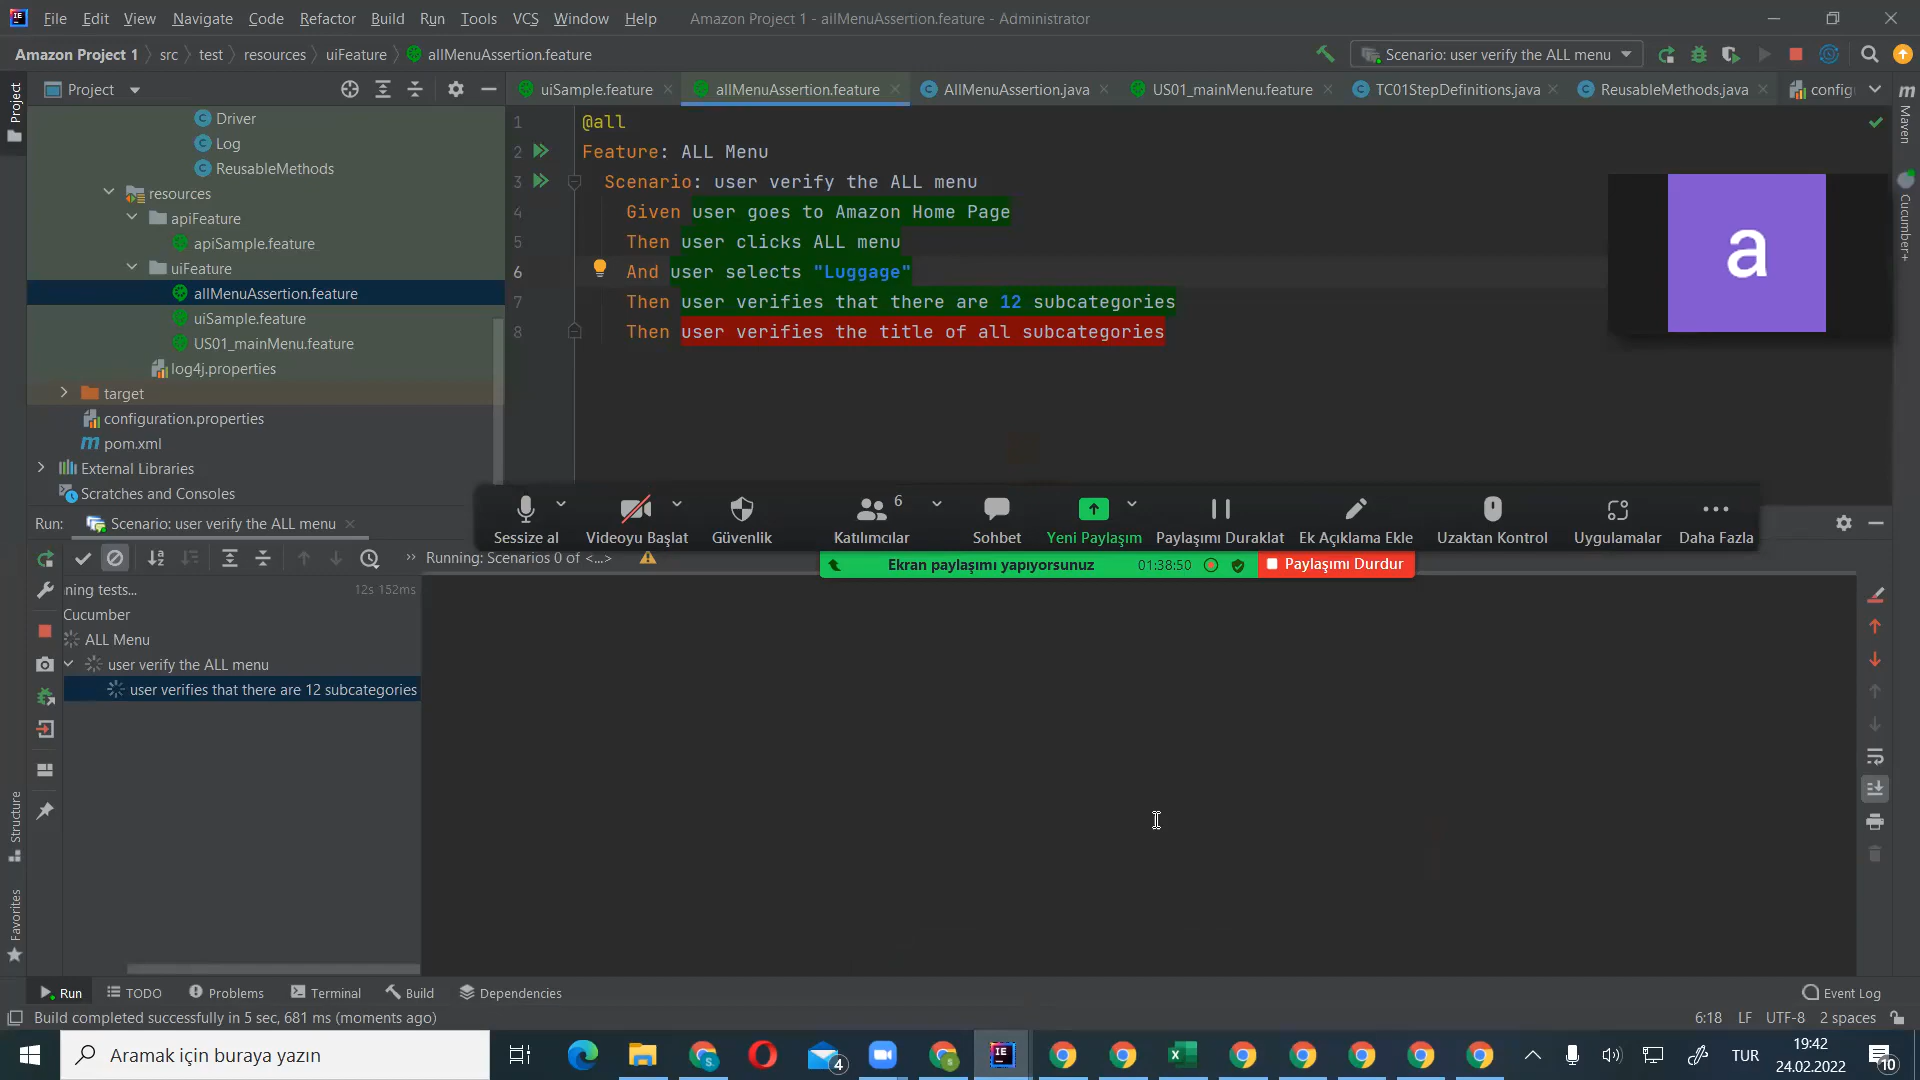 File Edit View Navigate Code Refactor Build Run Tools VCS Window Help Amazon Project 1 - allMenuAssertion.feature - Administrator
Amazon Project 1 src test resources uiFeature allMenuAssertion.feature Scenario: user verify the ALL menu
Project
Project
uiSample.feature allMenuAssertion.feature AllMenuAssertion.java US01_mainMenu.feature TC01StepDefinitions.java ReusableMethods.java config
Maven
Cucumber+
Driver
Log
ReusableMethods
resources
apiFeature
apiSample.feature
uiFeature
allMenuAssertion.feature
uiSample.feature
US01_mainMenu.feature
log4j.properties
target
configuration.properties
pom.xml
External Libraries
Scratches and Consoles
1 @all
2 Feature: ALL Menu
3 Scenario: user verify the ALL menu
4 Given user goes to Amazon Home Page
5 Then user clicks ALL menu
6 And user selects "Luggage"
7 Then user verifies that there are 12 subcategories
8 Then user verifies the title of all subcategories
a
6
Sessize al Videoyu Başlat Güvenlik Katılımcılar Sohbet Yeni Paylaşım Paylaşımı Duraklat Ek Açıklama Ekle Uzaktan Kontrol Uygulamalar Daha Fazla
Ekran paylaşımı yapıyorsunuz 01:38:50 Paylaşımı Durdur
Run: Scenario: user verify the ALL menu
Running: Scenarios 0 of <...>
ning tests... 12s 152ms
Cucumber
ALL Menu
user verify the ALL menu
user verifies that there are 12 subcategories
Structure
Favorites
Run TODO Problems Terminal Build Dependencies Event Log
Build completed successfully in 5 sec, 681 ms (moments ago) 6:18 LF UTF-8 2 spaces
Aramak için buraya yazın
4
TUR
19:42
24.02.2022
10